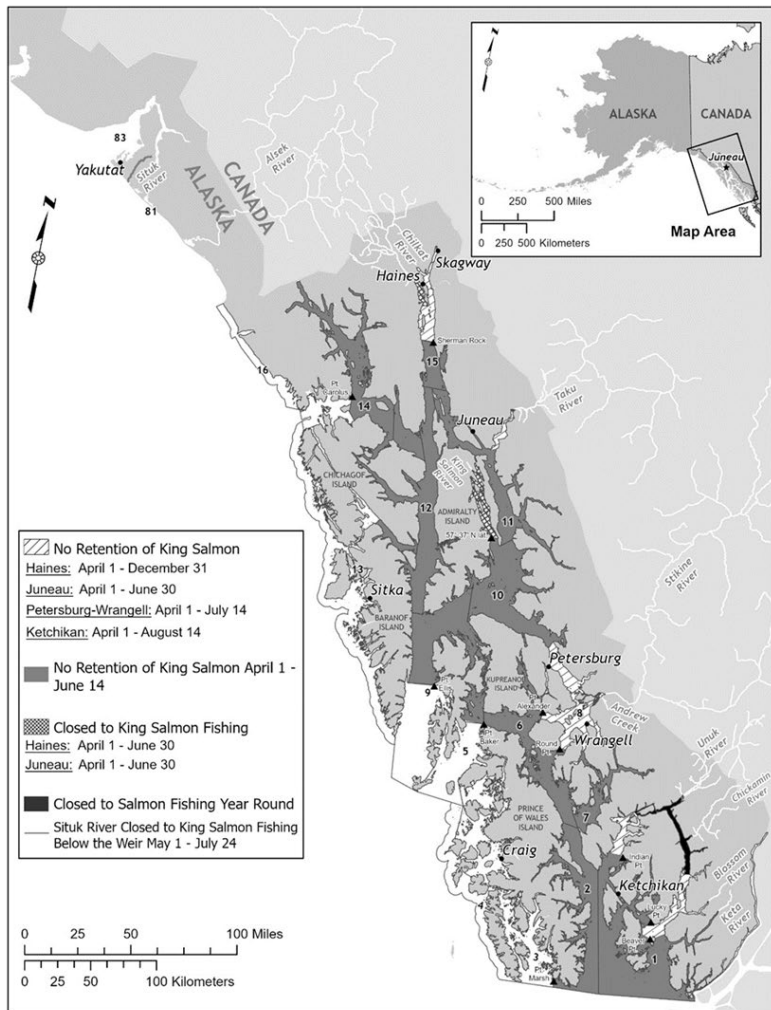 ALASKA
CANADA
Juneau
0 250 500 Miles
0 250 500 Kilometers
Map Area
83
Yakutat
Situk River
81
CANADA
ALASKA
Alsek River
Chilkat River
Skagway
Haines
Sherman Rock
15
16
Pt. Carolus
14
Juneau
Taku River
King Salmon River
CHICHAGOF ISLAND
12
ADMIRALTY ISLAND
11
57° 37' N lat.
Stikine River
No Retention of King Salmon
Haines: April 1 - December 31
Juneau: April 1 - June 30
Petersburg-Wrangell: April 1 - July 14
Ketchikan: April 1 - August 14
No Retention of King Salmon April 1 -
June 14
Closed to King Salmon Fishing
Haines: April 1 - June 30
Juneau: April 1 - June 30
Closed to Salmon Fishing Year Round
Situk River Closed to King Salmon Fishing
Below the Weir May 1 - July 24
13
Sitka
BARANOF ISLAND
10
Petersburg
KUPREANOF ISLAND
9
8
Andrew Creek
6
Pt. Baker
Wrangell
Round Pt.
5
Unuk River
Chickamin River
PRINCE OF WALES ISLAND
7
Craig
Indian Pt.
Blossom River
2
Ketchikan
Keta River
Lucky Pt.
4
3
1
Pt. Marsh
0 50 100 Miles
0 25 50 100 Kilometers